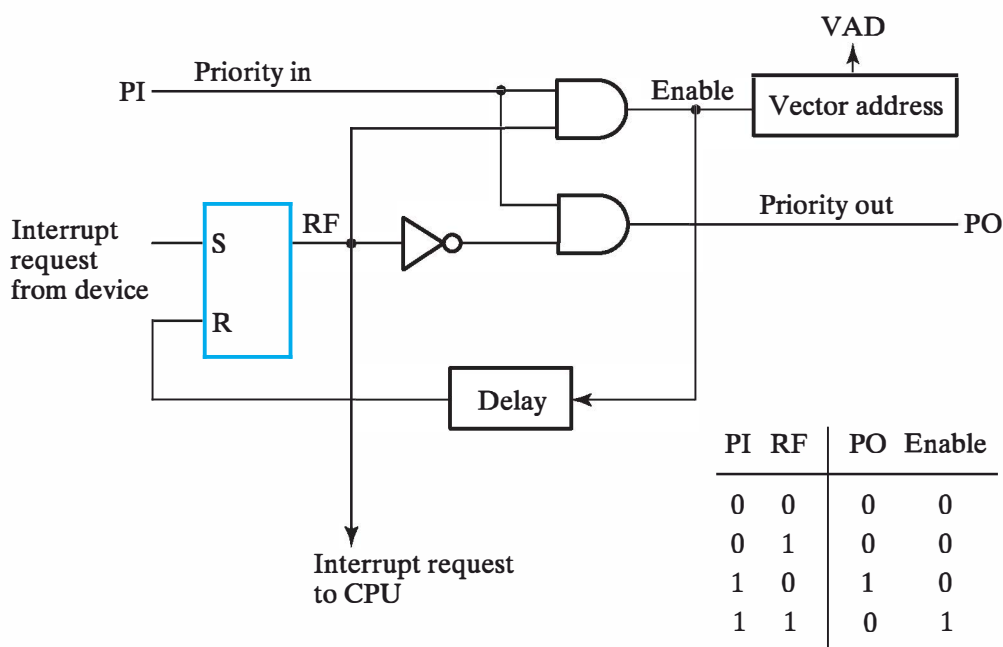 VAD
PI
Priority in
Enable
Vector address
Priority out
PO
Interrupt
request
from device
S
RF
R
Delay
Interrupt request
to CPU
PI RF PO Enable
0 0 0 0
0 1 0 0
1 0 1 0
1 1 0 1